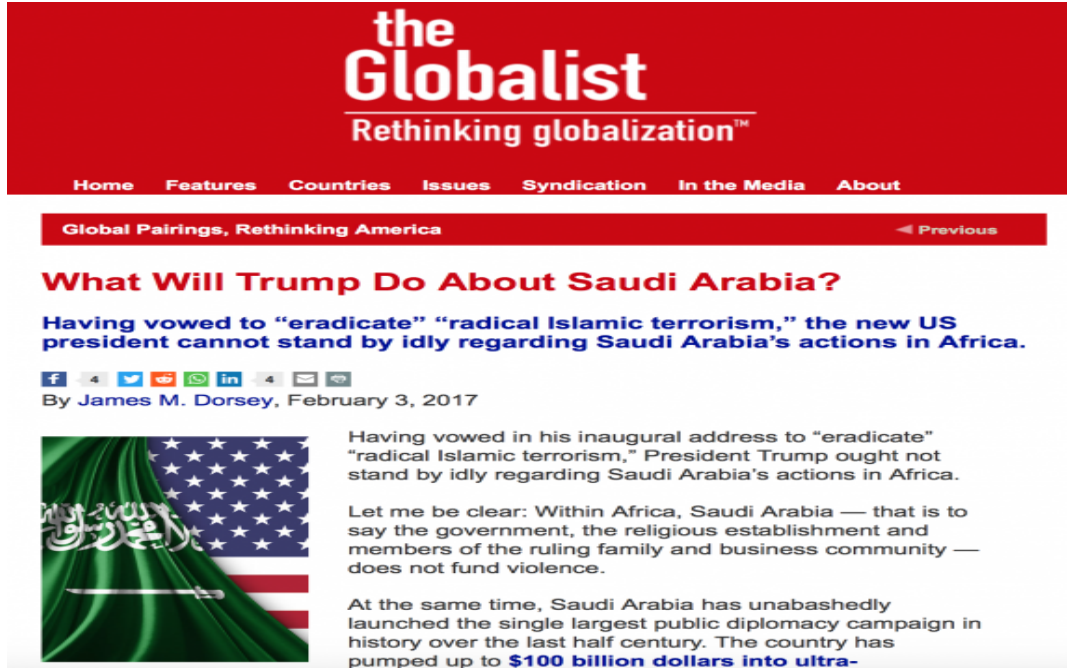 the
Globalist
Rethinking globalization™
Home Features Countries Issues Syndication In the Media About
Global Pairings, Rethinking America ◄ Previous
What Will Trump Do About Saudi Arabia?
Having vowed to “eradicate” “radical Islamic terrorism,” the new US
president cannot stand by idly regarding Saudi Arabia’s actions in Africa.
4 4
By James M. Dorsey, February 3, 2017
Having vowed in his inaugural address to “eradicate”
“radical Islamic terrorism,” President Trump ought not
stand by idly regarding Saudi Arabia’s actions in Africa.
Let me be clear: Within Africa, Saudi Arabia — that is to
say the government, the religious establishment and
members of the ruling family and business community —
does not fund violence.
At the same time, Saudi Arabia has unabashedly
launched the single largest public diplomacy campaign in
history over the last half century. The country has
pumped up to $100 billion dollars into ultra-